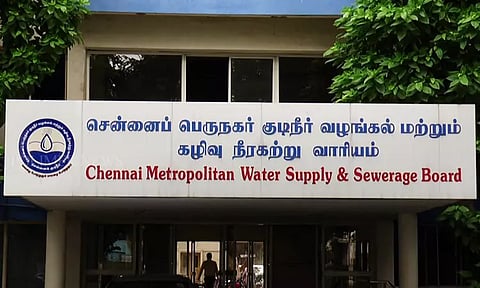 சென்னைப் பெருநகர் குடிநீர் வழங்கல் மற்றும்
கழிவு நீரகற்று வாரியம்
Chennai Metropolitan Water Supply & Sewerage Board